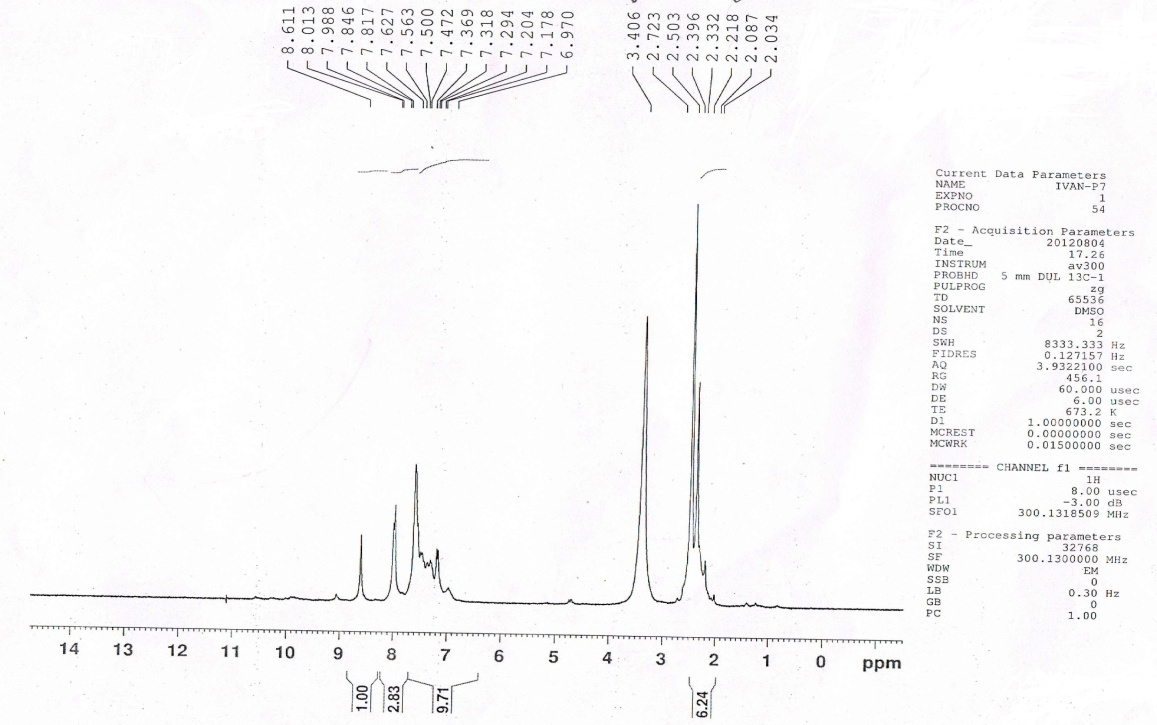 8.611
8.013
7.988
7.846
7.817
7.627
7.563
7.500
7.472
7.369
7.318
7.294
7.204
7.178
6.970
3.406
2.723
2.503
2.396
2.332
2.218
2.087
2.034
Current Data Parameters
NAME IVAN-P7
EXPNO 1
PROCNO 54
F2 - Acquisition Parameters
Date_ 20120804
Time 17.26
INSTRUM av300
PROBHD 5 mm DUL 13C-1
PULPROG zg
TD 65536
SOLVENT DMSO
NS 16
DS 2
SWH 8333.333 Hz
FIDRES 0.127157 Hz
AQ 3.9322100 sec
RG 456.1
DW 60.000 usec
DE 6.00 usec
TE 673.2 K
D1 1.00000000 sec
MCREST 0.00000000 sec
MCWRK 0.01500000 sec
======== CHANNEL f1 ========
NUC1 1H
P1 8.00 usec
PL1 -3.00 dB
SFO1 300.1318509 MHz
F2 - Processing parameters
SI 32768
SF 300.1300000 MHz
WDW EM
SSB 0
LB 0.30 Hz
GB 0
PC 1.00
14 13 12 11 10 9 8 7 6 5 4 3 2 1 0 ppm
1.00
2.83
9.71
6.24